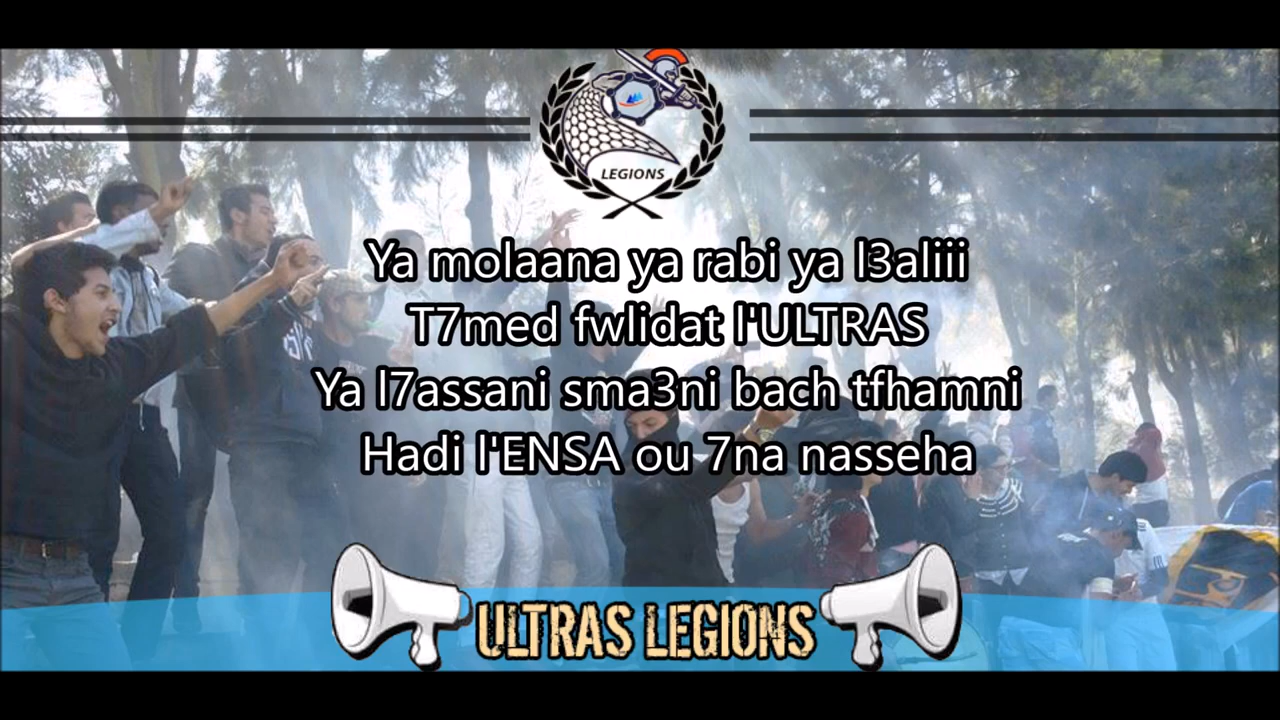 LEGIONS
Ya molaana ya rabi ya l3aliii
T7med fwlidat l'ULTRAS
Ya l7assani sma3ni bach tfhamni
Hadi l'ENSA ou 7na nasseha
ULTRAS LEGIONS